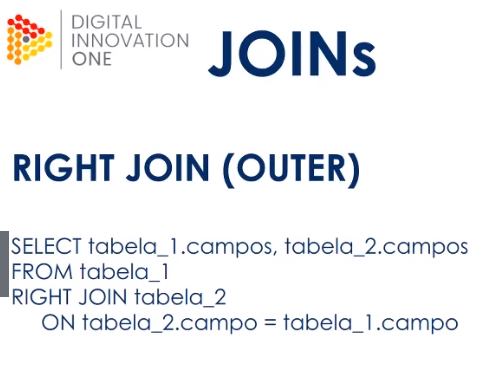 DIGITAL
INNOVATION
ONE
JOINs
RIGHT JOIN (OUTER)
SELECT tabela_1.campos, tabela_2.campos
FROM tabela_1
RIGHT JOIN tabela_2
ON tabela_2.campo = tabela_1.campo